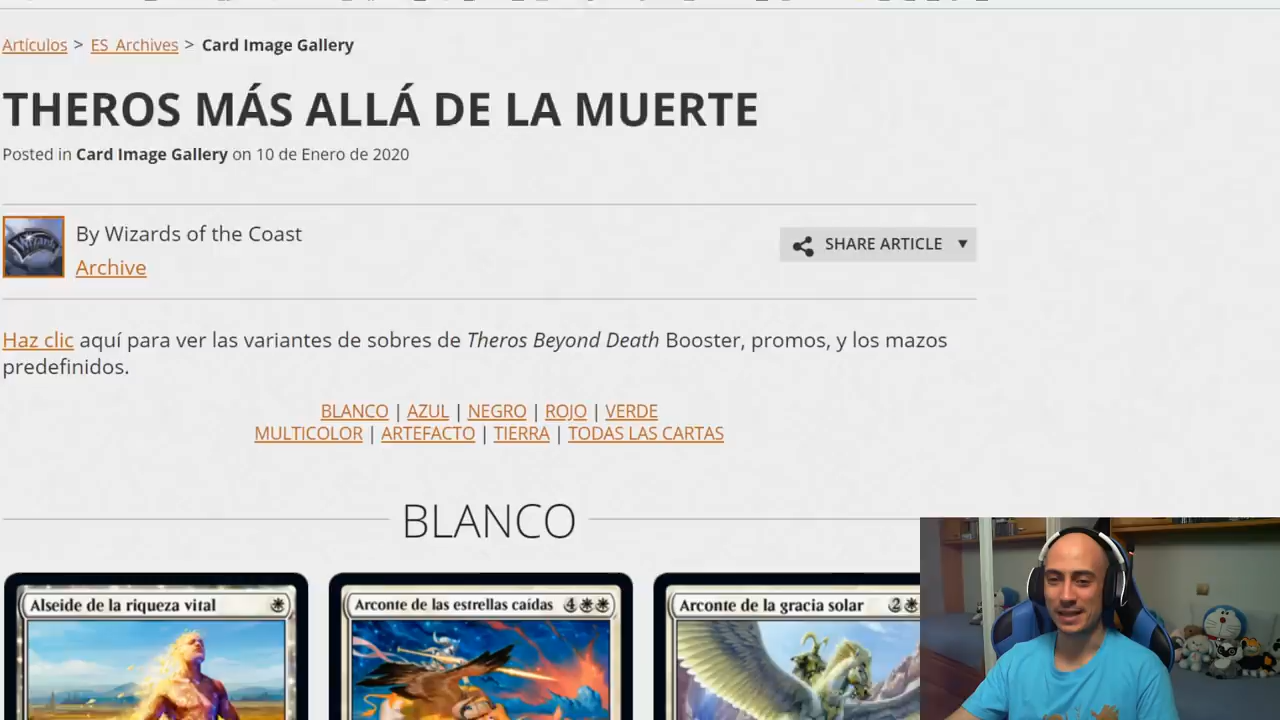 Artículos > ES_Archives > Card Image Gallery
THEROS MÁS ALLÁ DE LA MUERTE
Posted in Card Image Gallery on 10 de Enero de 2020
By Wizards of the Coast
Archive
SHARE ARTICLE
Haz clic aquí para ver las variantes de sobres de Theros Beyond Death Booster, promos, y los mazos
predefinidos.
BLANCO | AZUL | NEGRO | ROJO | VERDE
MULTICOLOR | ARTEFACTO | TIERRA | TODAS LAS CARTAS
BLANCO
Alseide de la riqueza vital
Arconte de las estrellas caídas 4
Arconte de la gracia solar 2